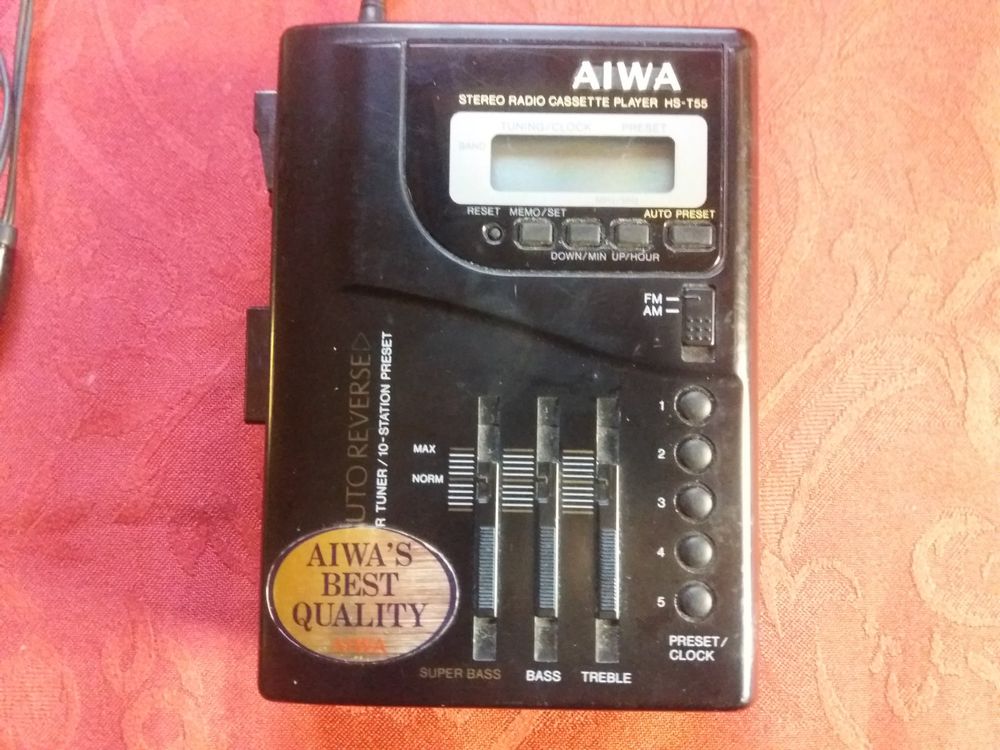 AIWA
STEREO RADIO CASSETTE PLAYER HS-T55
TUNING/CLOCK PRESET
BAND
RESET MEMO/SET AUTO PRESET
DOWN/MIN UP/HOUR
FM
AM
UTO REVERSE
R TUNER/10-STATION PRESET
MAX
NORM
1
2
3
4
5
PRESET/
CLOCK
AIWA'S
BEST
QUALITY
AIWA
SUPER BASS BASS TREBLE